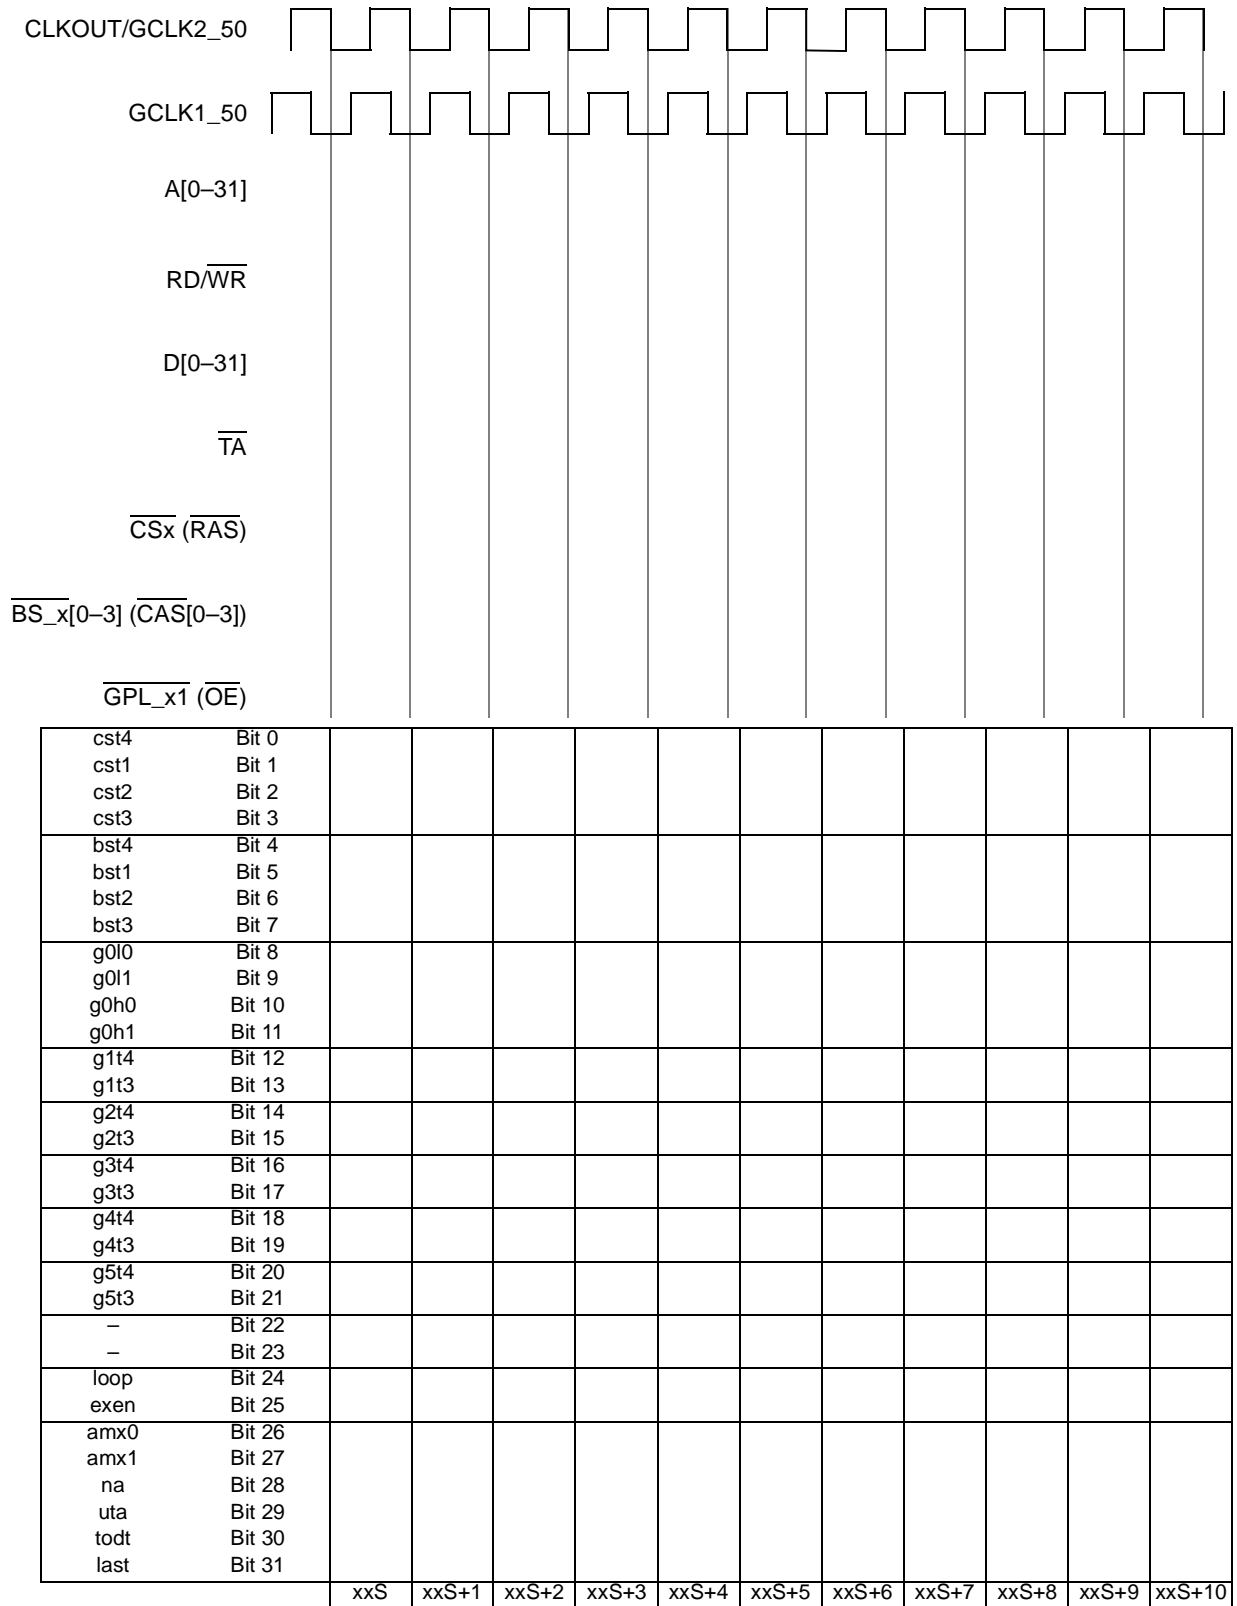 CLKOUT/GCLK2_50
GCLK1_50
A[0–31]
RD/WR
D[0–31]
TA
CSx (RAS)
BS_x[0–3] (CAS[0–3])
GPL_x1 (OE)
cst4 Bit 0
cst1 Bit 1
cst2 Bit 2
cst3 Bit 3
bst4 Bit 4
bst1 Bit 5
bst2 Bit 6
bst3 Bit 7
g0l0 Bit 8
g0l1 Bit 9
g0h0 Bit 10
g0h1 Bit 11
g1t4 Bit 12
g1t3 Bit 13
g2t4 Bit 14
g2t3 Bit 15
g3t4 Bit 16
g3t3 Bit 17
g4t4 Bit 18
g4t3 Bit 19
g5t4 Bit 20
g5t3 Bit 21
– Bit 22
– Bit 23
loop Bit 24
exen Bit 25
amx0 Bit 26
amx1 Bit 27
na Bit 28
uta Bit 29
todt Bit 30
last Bit 31
xxS xxS+1 xxS+2 xxS+3 xxS+4 xxS+5 xxS+6 xxS+7 xxS+8 xxS+9 xxS+10